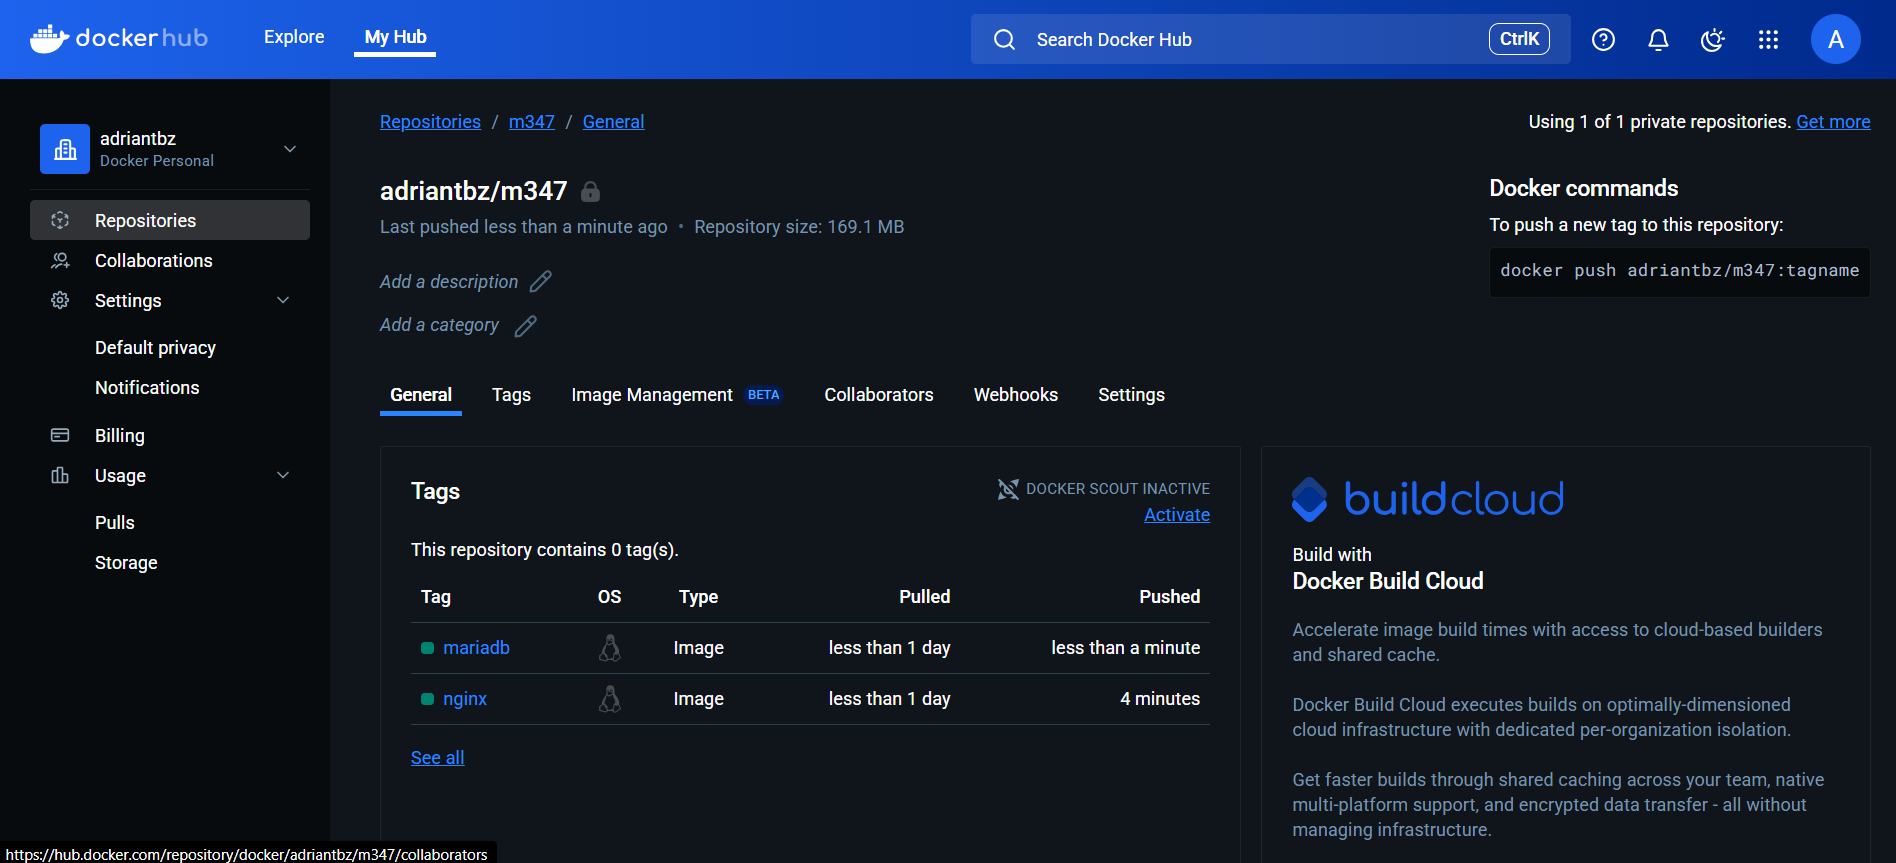 dockerhub
Explore
My Hub
Search Docker Hub
CtrlK
A
adriantbz
Docker Personal
Repositories
Collaborations
Settings
Default privacy
Notifications
Billing
Usage
Pulls
Storage
Repositories / m347 / General
Using 1 of 1 private repositories. Get more
adriantbz/m347
Last pushed less than a minute ago • Repository size: 169.1 MB
Add a description
Add a category
Docker commands
To push a new tag to this repository:
docker push adriantbz/m347:tagname
General
Tags
Image Management BETA
Collaborators
Webhooks
Settings
Tags
DOCKER SCOUT INACTIVE
Activate
This repository contains 0 tag(s).
Tag OS Type Pulled Pushed
mariadb Image less than 1 day less than a minute
nginx Image less than 1 day 4 minutes
See all
buildcloud
Build with
Docker Build Cloud
Accelerate image build times with access to cloud-based builders
and shared cache.
Docker Build Cloud executes builds on optimally-dimensioned
cloud infrastructure with dedicated per-organization isolation.
Get faster builds through shared caching across your team, native
multi-platform support, and encrypted data transfer - all without
managing infrastructure.
https://hub.docker.com/repository/docker/adriantbz/m347/collaborators